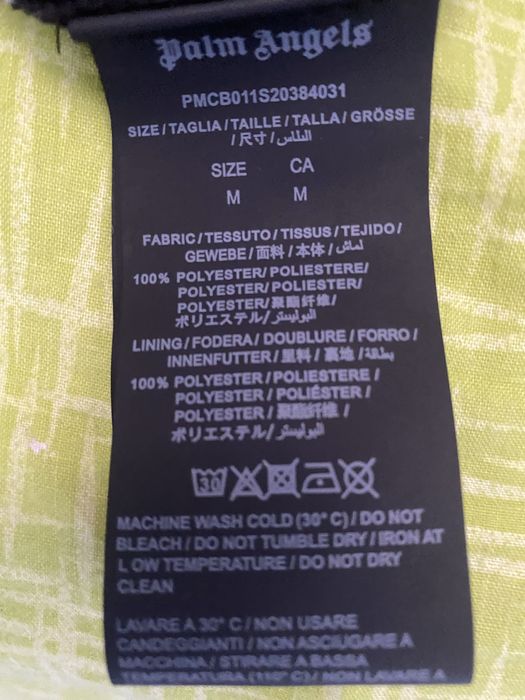 Palm Angels
PMCB011S20384031
SIZE / TAGLIA / TAILLE / TALLA / GRÖSSE
/ 尺寸 / الطاس
SIZE CA
M M
FABRIC / TESSUTO / TISSUS / TEJIDO /
GEWEBE / 面料 / 本体 / لماش
100% POLYESTER/ POLIESTERE/
POLYESTER/ POLIESTER/
POLYESTER/ 聚酯纤维/
ポリエステル/ البوليستر
LINING / FODERA / DOUBLURE / FORRO /
INNENFUTTER / 里料 / 裏地 / بطانة
100% POLYESTER / POLIESTERE /
POLYESTER / POLIÉSTER /
POLYESTER / 聚酯纤维 /
ポリエステル / البوليستر
30
MACHINE WASH COLD (30° C) / DO NOT
BLEACH / DO NOT TUMBLE DRY / IRON AT
L OW TEMPERATURE / DO NOT DRY
CLEAN
LAVARE A 30° C / NON USARE
CANDEGGIANTI / NON ASCIUGARE A
MACCHINA / STIRARE A BASSA
TEMPERATURA (110° C) / NON LAVARE A